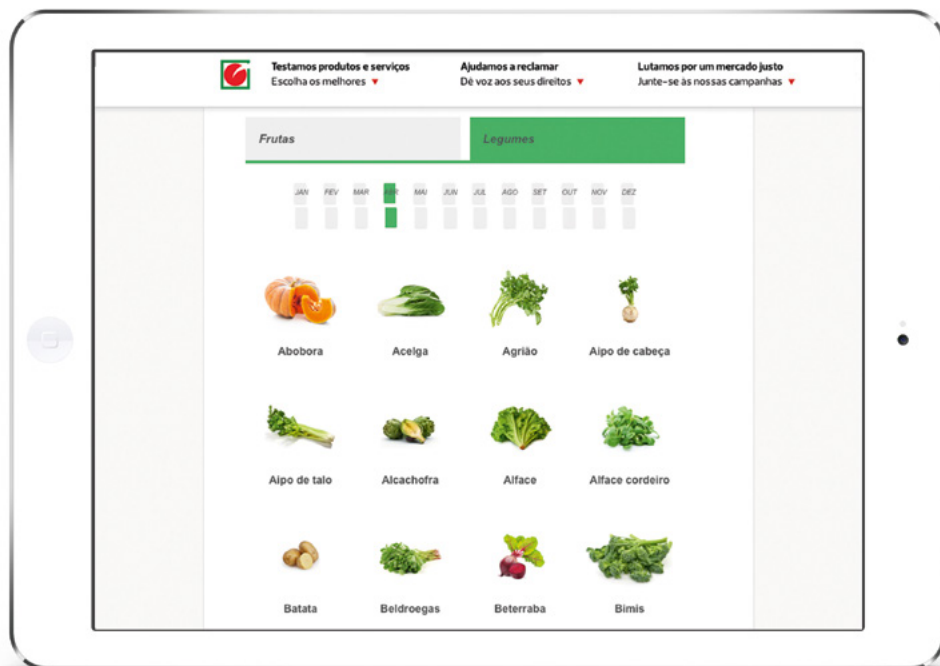 Testamos produtos e serviços
Escolha os melhores
Ajudamos a reclamar
Dê voz aos seus direitos
Lutamos por um mercado justo
Junte-se às nossas campanhas
Frutas
Legumes
JAN FEV MAR ABR MAI JUN JUL AGO SET OUT NOV DEZ
Abobora Acelga Agrião Aipo de cabeça
Aipo de talo Alcachofra Alface Alface cordeiro
Batata Beldroegas Beterraba Bimis